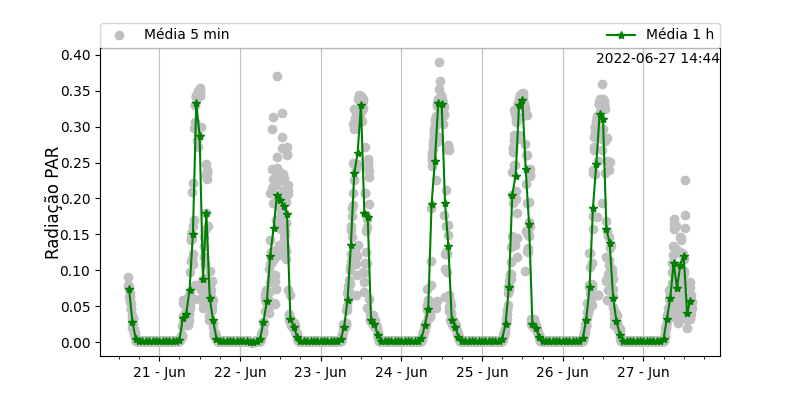 Média 5 min
Média 1 h
2022-06-27 14:44
Radiação PAR
0.40
0.35
0.30
0.25
0.20
0.15
0.10
0.05
0.00
21 - Jun
22 - Jun
23 - Jun
24 - Jun
25 - Jun
26 - Jun
27 - Jun